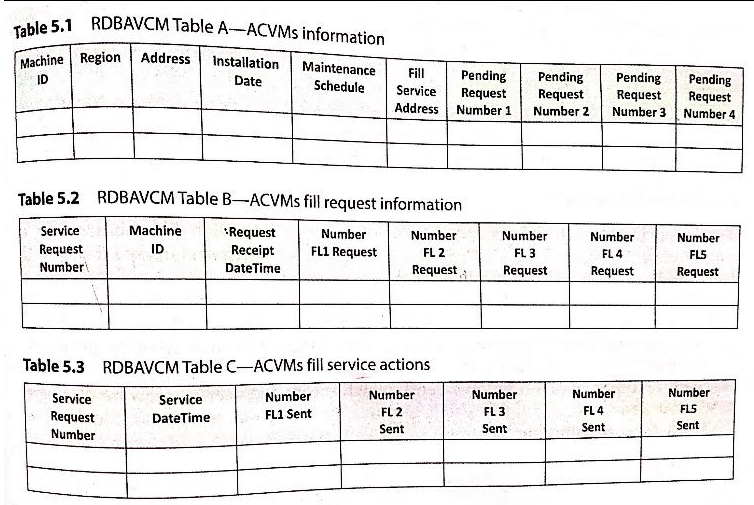 Table 5.1 RDBAVCM Table A—ACVMs information
Machine ID
Region
Address
Installation Date
Maintenance Schedule
Fill Service Address
Pending Request Number 1
Pending Request Number 2
Pending Request Number 3
Pending Request Number 4
Table 5.2 RDBAVCM Table B—ACVMs fill request information
Service Request Number
Machine ID
Request Receipt DateTime
Number FL1 Request
Number FL 2 Request
Number FL 3 Request
Number FL 4 Request
Number FL5 Request
Table 5.3 RDBAVCM Table C—ACVMs fill service actions
Service Request Number
Service DateTime
Number FL1 Sent
Number FL 2 Sent
Number FL 3 Sent
Number FL 4 Sent
Number FL5 Sent